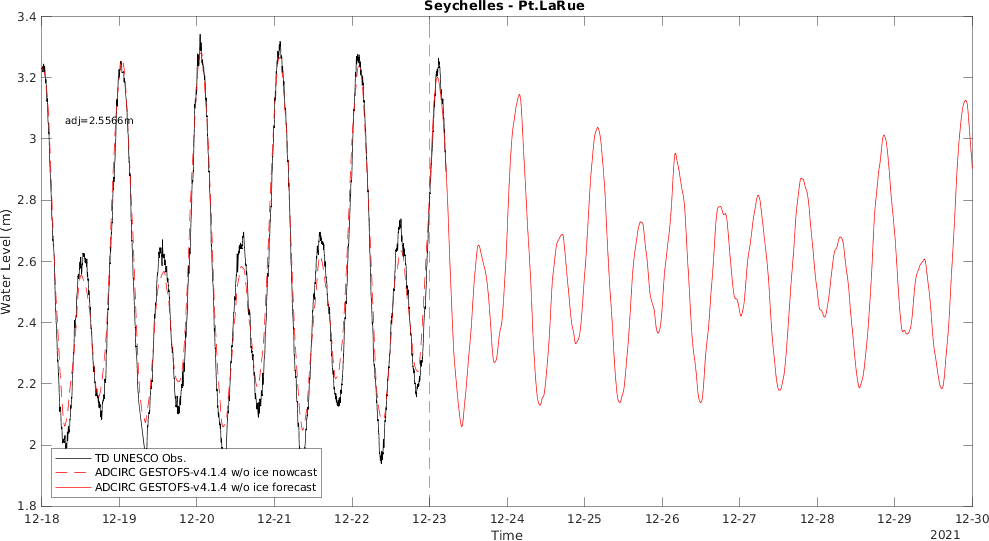 Seychelles - Pt.LaRue
3.4
3.2
3
2.8
2.6
2.4
2.2
2
1.8
Water Level (m)
adj=2.5566m
TD UNESCO Obs.
ADCIRC GESTOFS-v4.1.4 w/o ice nowcast
ADCIRC GESTOFS-v4.1.4 w/o ice forecast
12-18 12-19 12-20 12-21 12-22 12-23 12-24 12-25 12-26 12-27 12-28 12-29 12-30
Time
2021